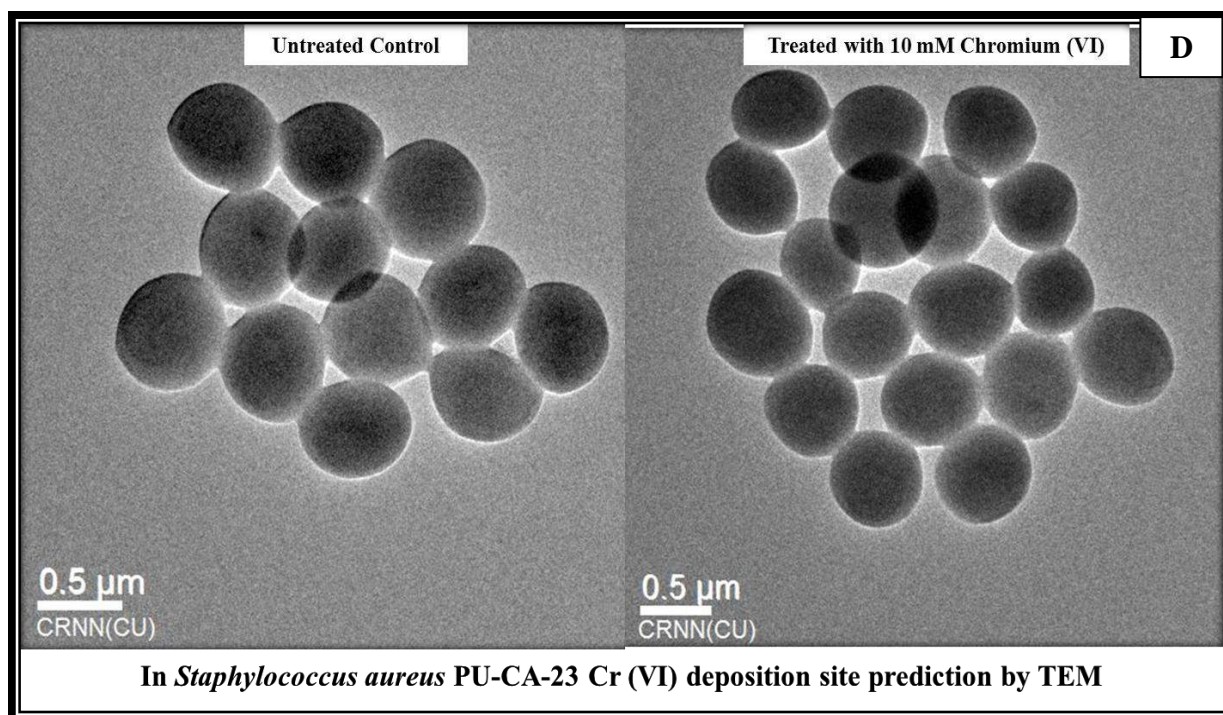 Untreated Control
Treated with 10 mM Chromium (VI)
D
0.5 µm
CRNN(CU)
0.5 µm
CRNN(CU)
In Staphylococcus aureus PU-CA-23 Cr (VI) deposition site prediction by TEM